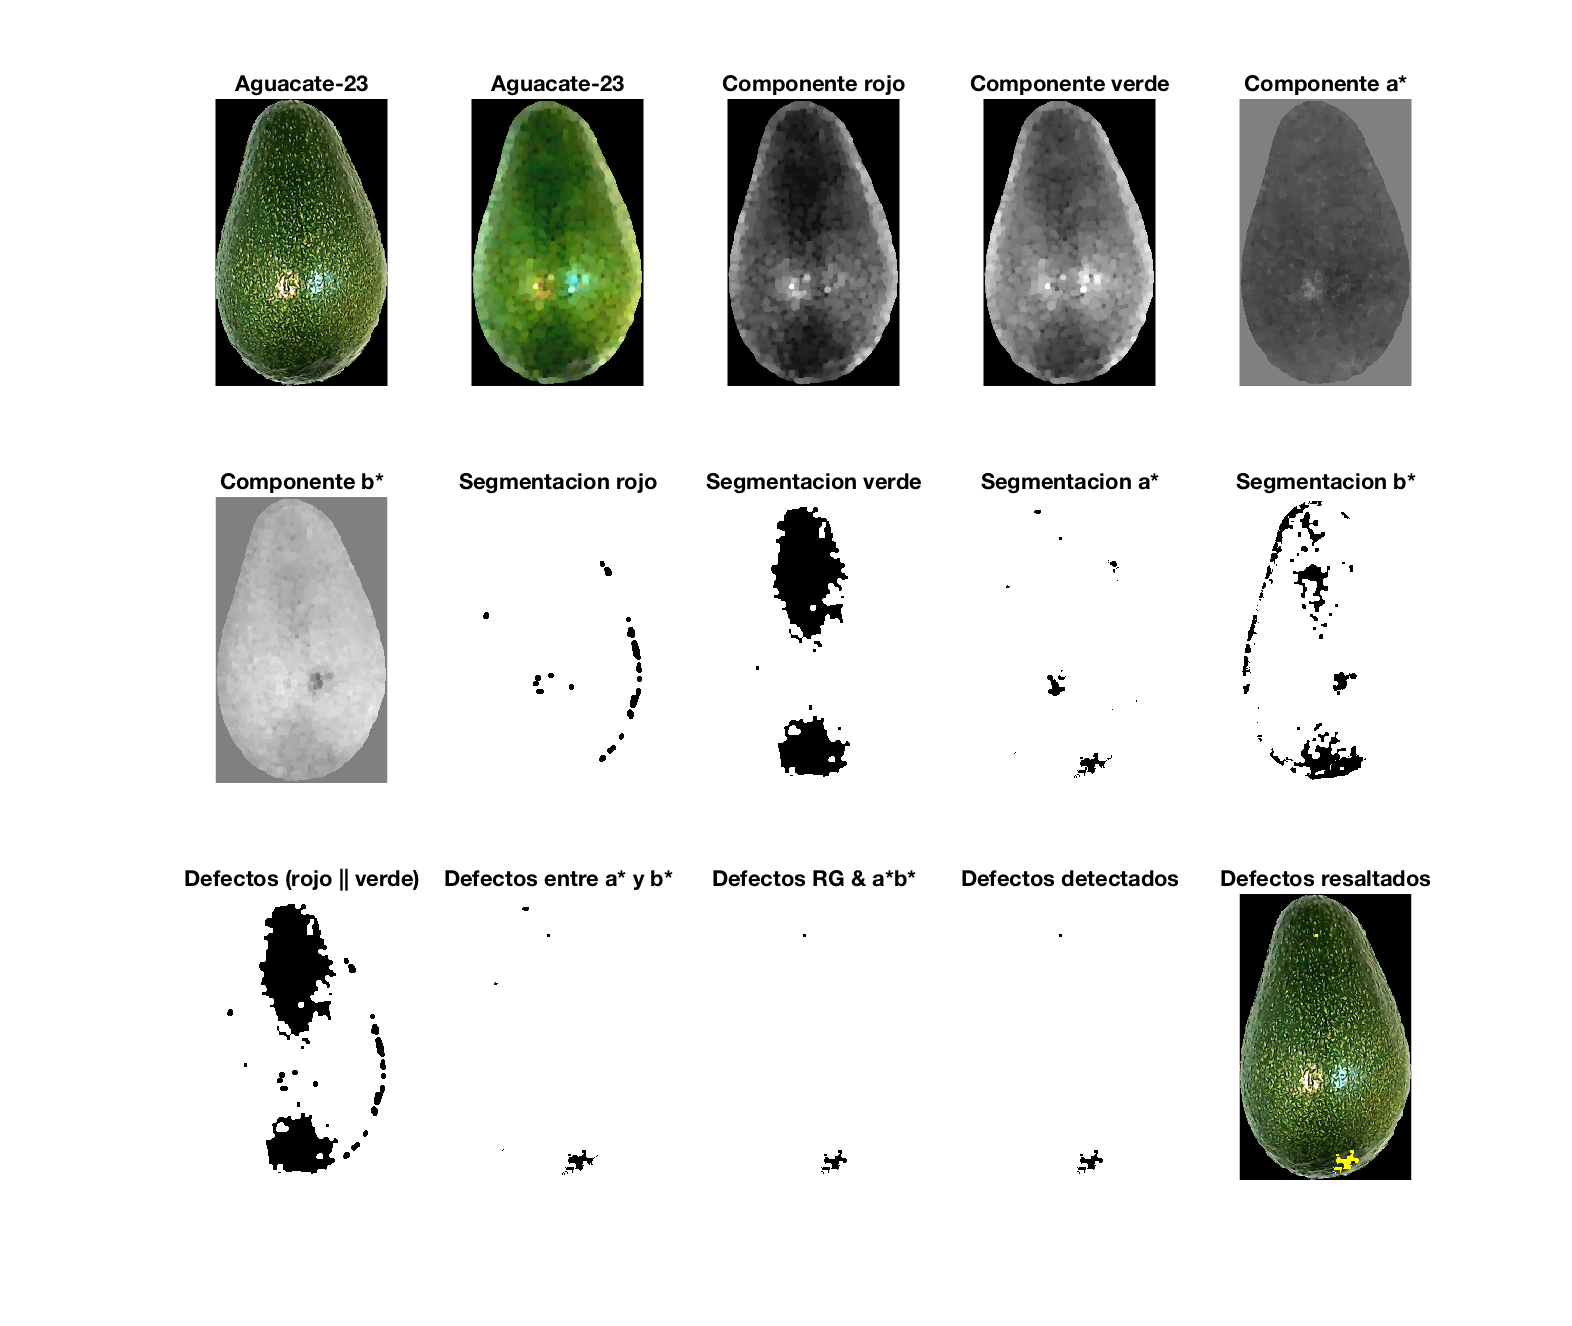 Aguacate-23
Aguacate-23
Componente rojo
Componente verde
Componente a*
Componente b*
Segmentacion rojo
Segmentacion verde
Segmentacion a*
Segmentacion b*
Defectos (rojo || verde)
Defectos entre a* y b*
Defectos RG & a*b*
Defectos detectados
Defectos resaltados